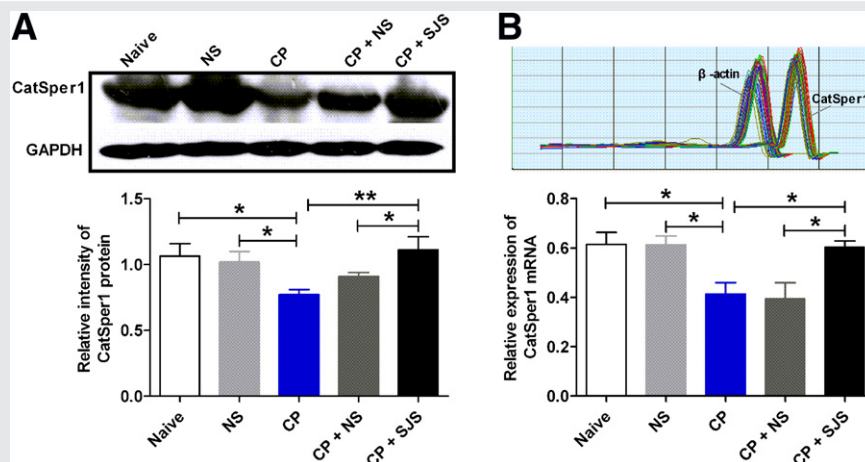 A
Naive NS CP CP + NS CP + SJS
CatSper1
GAPDH
Relative intensity of
CatSper1 protein
1.5
1.0
0.5
0.0
* * ** *
Naive NS CP CP + NS CP + SJS
B
β -actin
CatSper1
Relative expression of
CatSper1 mRNA
0.8
0.6
0.4
0.2
0.0
* * * *
Naive NS CP CP + NS CP + SJS